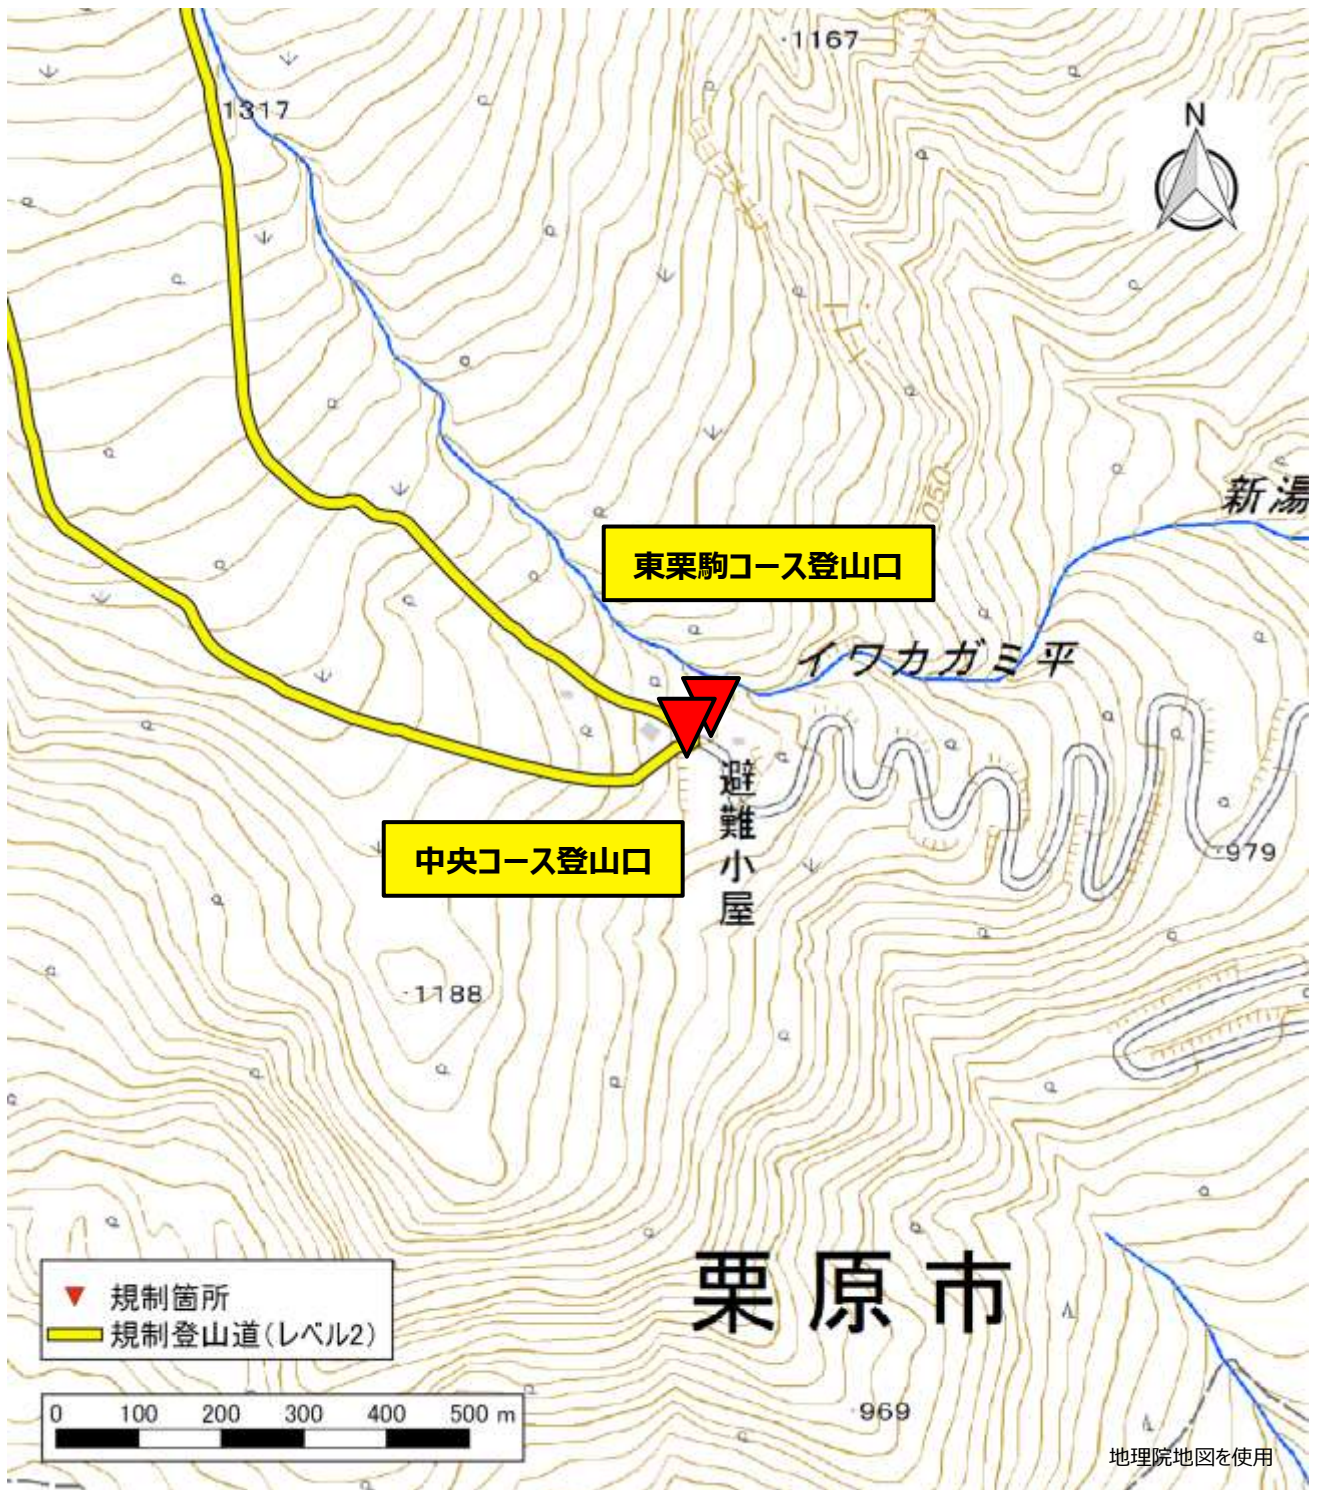 1167
N
1317
050
新湯
東栗駒コース登山口
イワカガミ平
避難小屋
中央コース登山口
979
1188
栗原市
規制箇所
規制登山道(レベル2)
0 100 200 300 400 500 m
969
地理院地図を使用